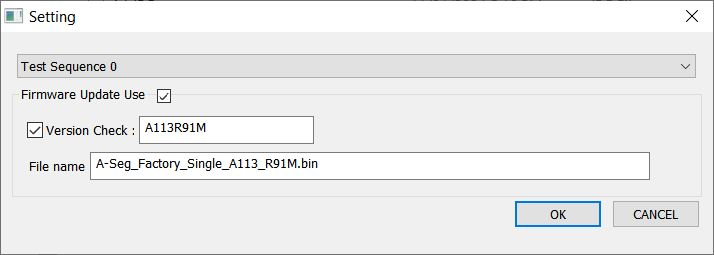 Setting
Test Sequence 0
Firmware Update Use
Version Check : A113R91M
File name A-Seg_Factory_Single_A113_R91M.bin
OK CANCEL